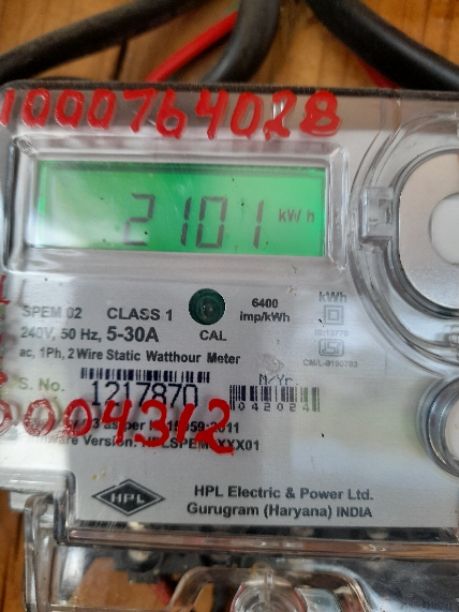 1000764028
2101 kWh
SPEM 02 CLASS 1 6400 imp/kWh kWh
240V, 50 Hz, 5-30A CAL
ac, 1Ph, 2 Wire Static Watthour Meter
S. No. 1217870 M/Yr.
042024
0004312
Version:
HPL
HPL Electric & Power Ltd.
Gurugram (Haryana) INDIA